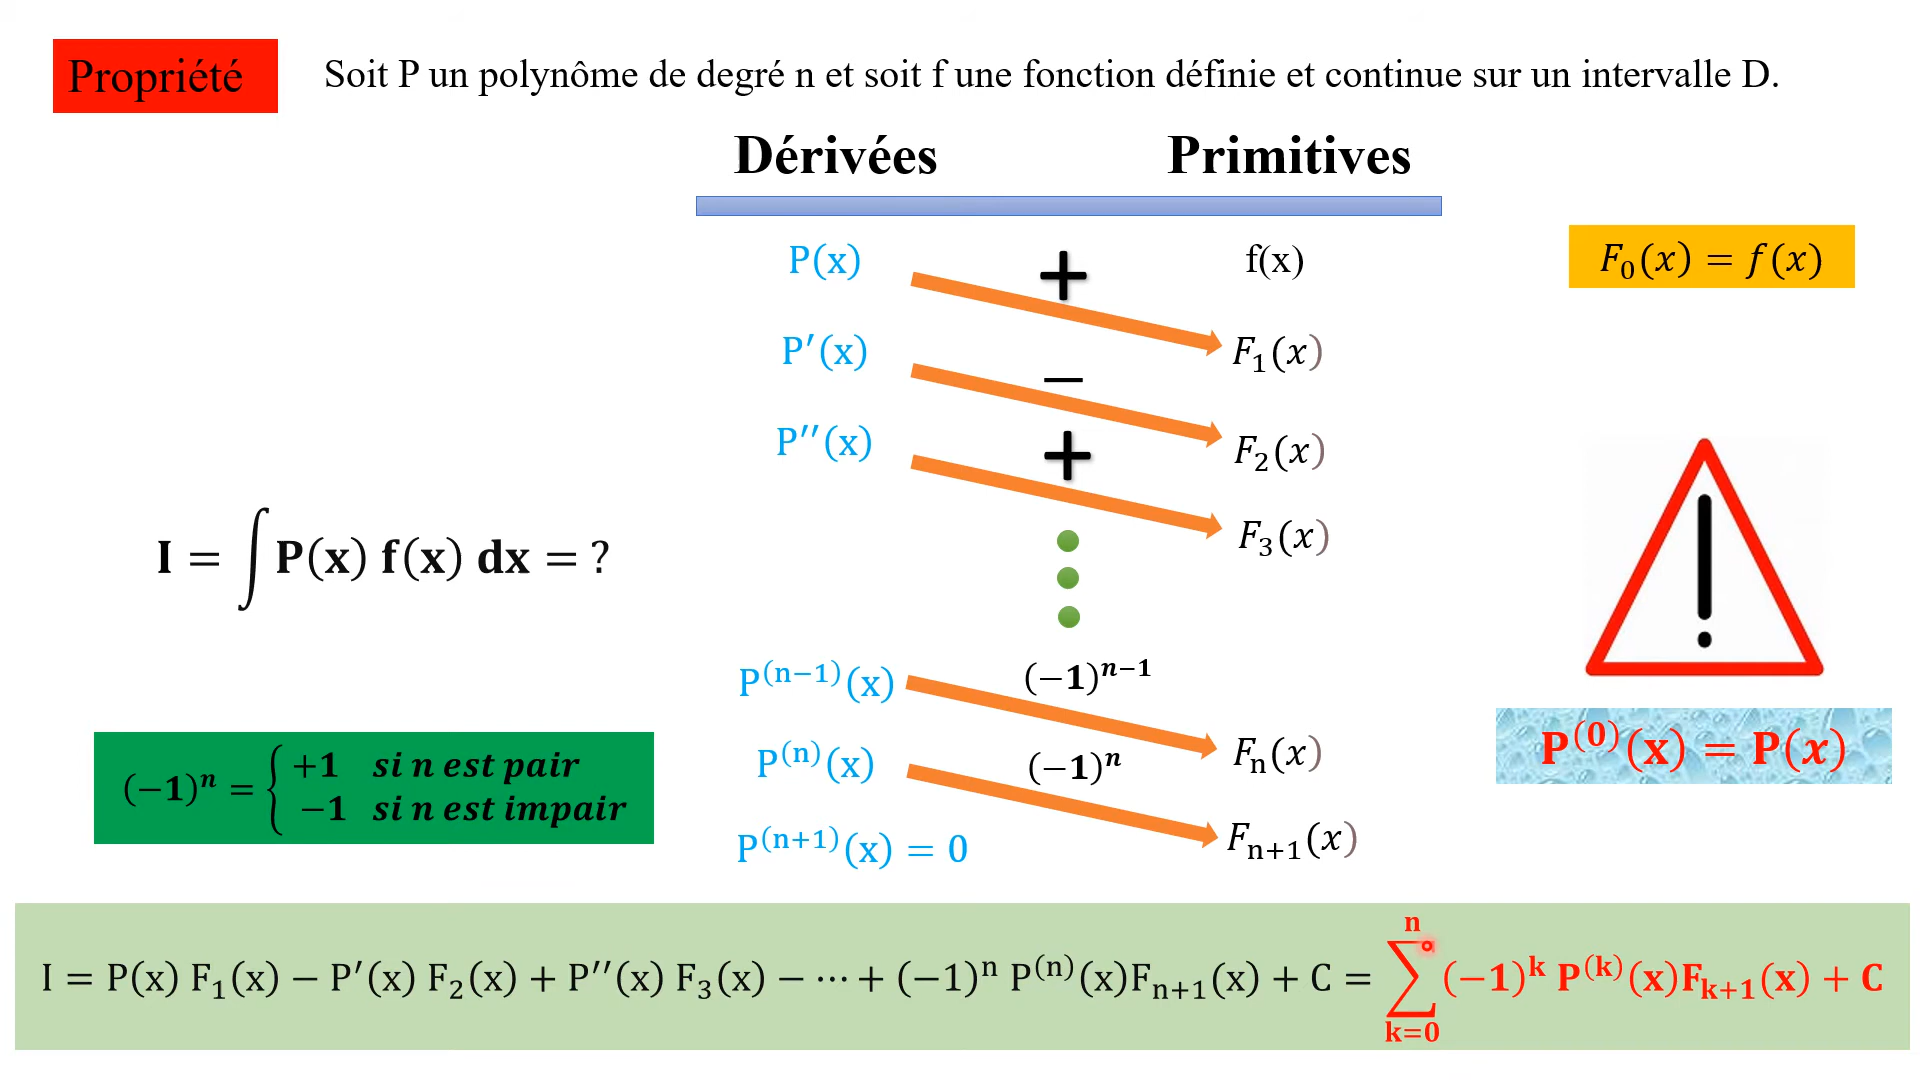 Propriété
Soit P un polynôme de degré n et soit f une fonction définie et continue sur un intervalle D.
Dérivées Primitives
P(x) + f(x)
F₀(x) = f(x)
P′(x) − F₁(x)
P′′(x) + F₂(x)
F₃(x)
I = ∫ P(x) f(x) dx = ?
P⁽ⁿ⁻¹⁾(x) (−1)ⁿ⁻¹
P⁽ⁿ⁾(x) (−1)ⁿ Fₙ(x)
P⁽ⁿ⁺¹⁾(x) = 0 Fₙ₊₁(x)
(−1)ⁿ = { +1 si n est pair
−1 si n est impair
!
P⁽⁰⁾(x) = P(x)
I = P(x) F₁(x) − P′(x) F₂(x) + P′′(x) F₃(x) − ⋯ + (−1)ⁿ P⁽ⁿ⁾(x)Fₙ₊₁(x) + C = ∑ₖ₌₀ⁿ (−1)ᵏ P⁽ᵏ⁾(x)Fₖ₊₁(x) + C